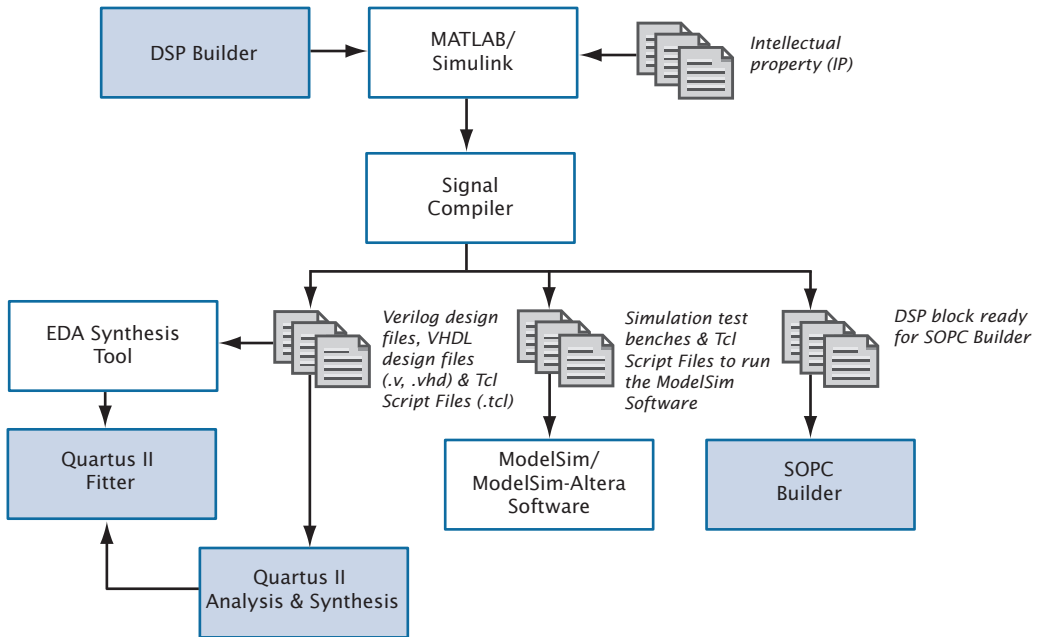 DSP Builder
MATLAB/
Simulink
Intellectual
property (IP)
Signal
Compiler
EDA Synthesis
Tool
Verilog design
files, VHDL
design files
(.v, .vhd) & Tcl
Script Files (.tcl)
Simulation test
benches & Tcl
Script Files to run
the ModelSim
Software
DSP block ready
for SOPC Builder
Quartus II
Fitter
ModelSim/
ModelSim-Altera
Software
SOPC
Builder
Quartus II
Analysis & Synthesis